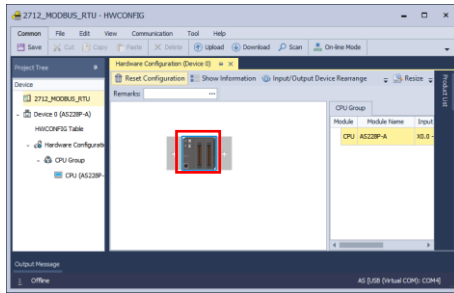 2712_MODBUS_RTU - HWCONFIG
Common File Edit View Communication Tool Help
Save Cut Copy Paste Delete Upload Download Scan On-line Mode
Project Tree
Hardware Configuration (Device 0)
Reset Configuration Show Information Input/Output Device Rearrange Resize
Product List
Remarks: ...
Device
2712_MODBUS_RTU
Device 0 (AS228P-A)
HWCONFIG Table
Hardware Configurati
CPU Group
CPU (AS228P-
CPU Group
Module Module Name Input
CPU AS228P-A X0.0 -
Output Message
Offline
AS [USB (Virtual COM): COM4]